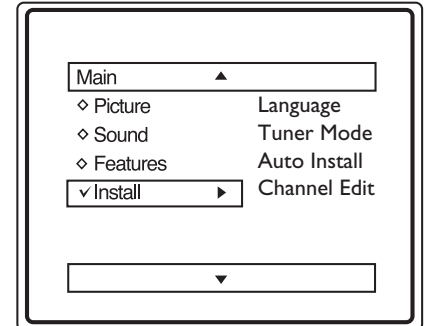 Main
Picture
Sound
Features
Install
Language
Tuner Mode
Auto Install
Channel Edit